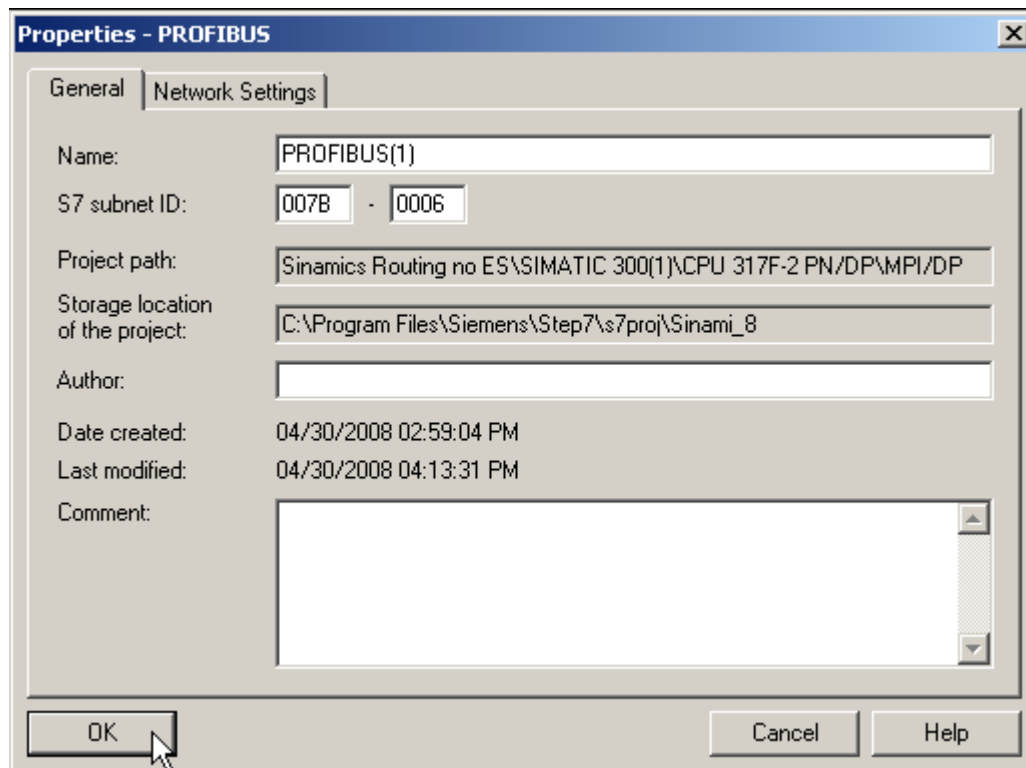 Properties - PROFIBUS
General Network Settings
Name: PROFIBUS(1)
S7 subnet ID: 007B - 0006
Project path: Sinamics Routing no ES\SIMATIC 300(1)\CPU 317F-2 PN/DP\MPI/DP
Storage location
of the project: C:\Program Files\Siemens\Step7\s7proj\Sinami_8
Author:
Date created: 04/30/2008 02:59:04 PM
Last modified: 04/30/2008 04:13:31 PM
Comment:
OK Cancel Help